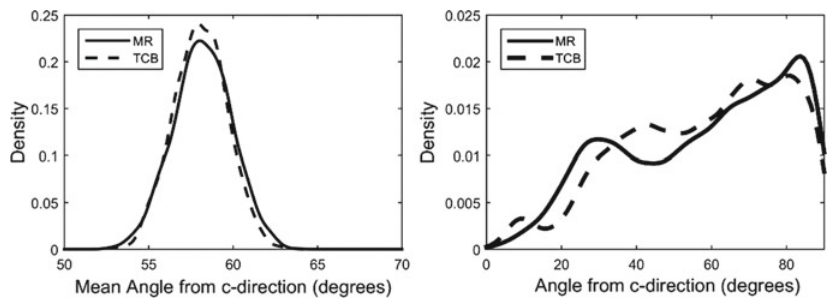 0.25
0.2
0.15
0.1
0.05
0
Density
MR
TCB
50 55 60 65 70
Mean Angle from c-direction (degrees)
0.025
0.02
0.015
0.01
0.005
0
Density
MR
TCB
0 20 40 60 80
Angle from c-direction (degrees)